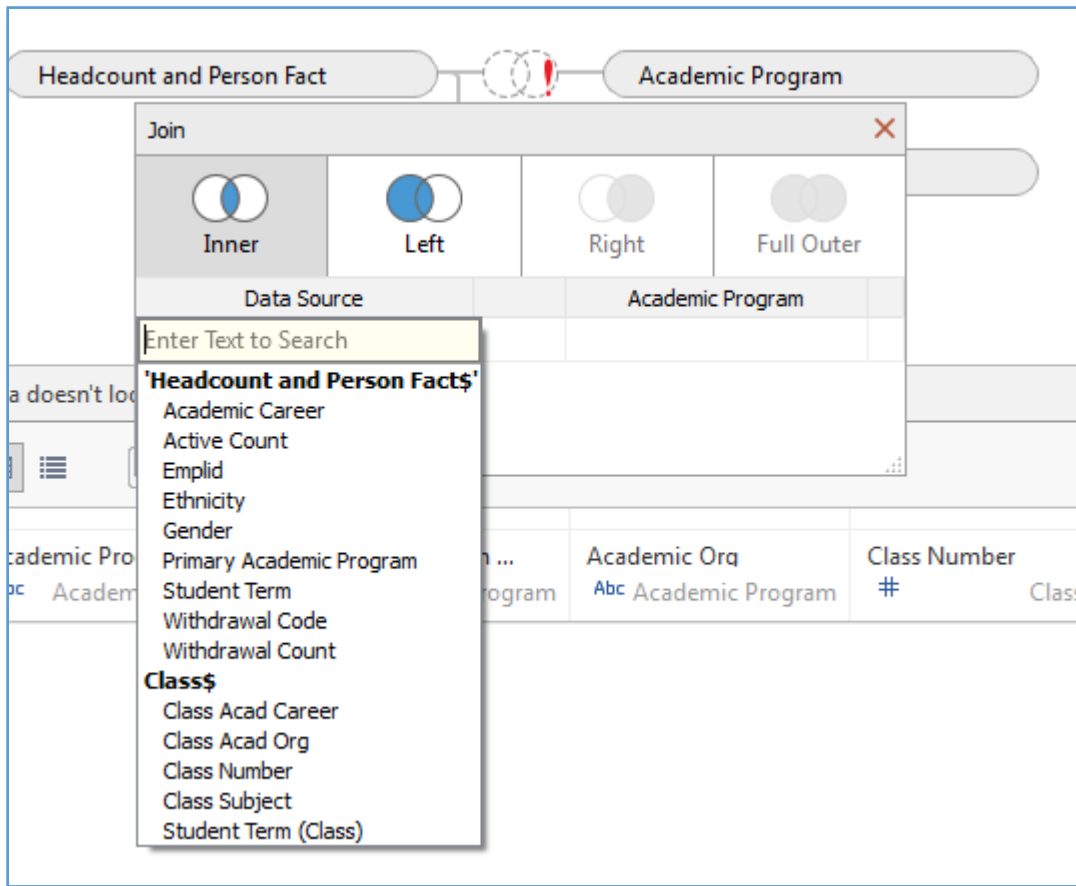 Headcount and Person Fact
Academic Program
Join
Inner
Left
Right
Full Outer
Data Source
Academic Program
Enter Text to Search
'Headcount and Person Fact$'
Academic Career
Active Count
Emplid
Ethnicity
Gender
Primary Academic Program
Student Term
Withdrawal Code
Withdrawal Count
Class$
Class Acad Career
Class Acad Org
Class Number
Class Subject
Student Term (Class)
a doesn't
Academic Org
Abc Academic Program
Class Number
#